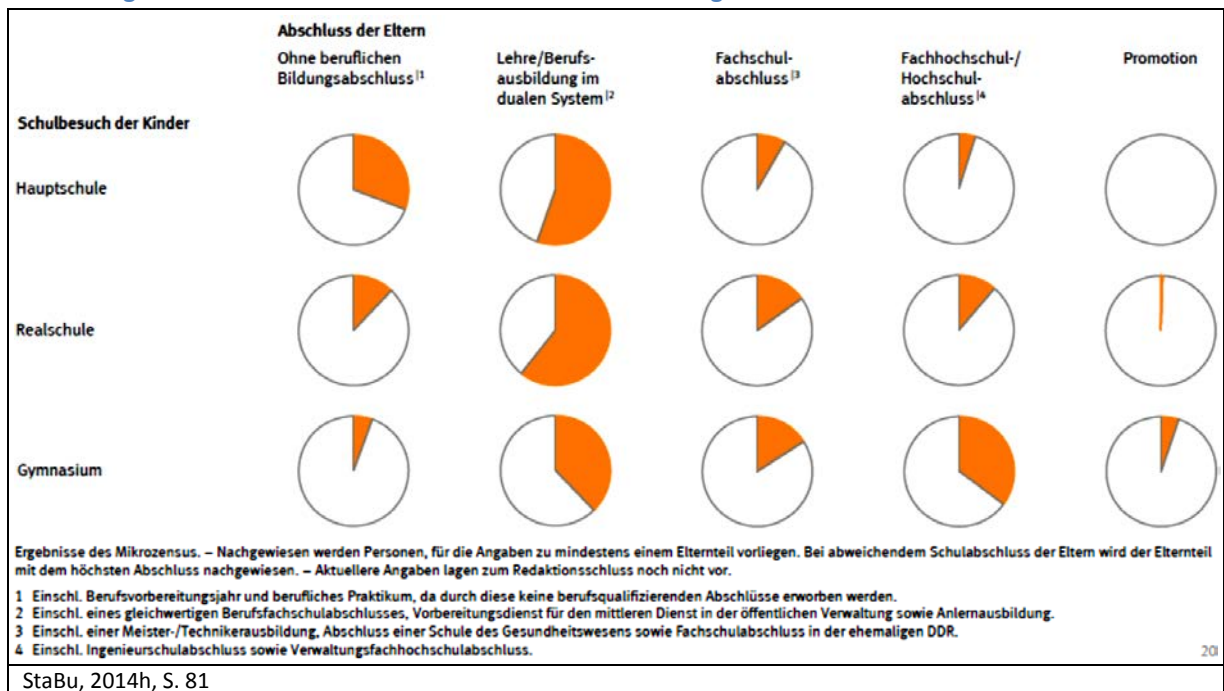 Abschluss der Eltern
Ohne beruflichen
Bildungsabschluss|1
Lehre/Berufs-
ausbildung im
dualen System|2
Fachschul-
abschluss|3
Fachhochschul-/
Hochschul-
abschluss|4
Promotion
Schulbesuch der Kinder
Hauptschule
Realschule
Gymnasium
Ergebnisse des Mikrozensus. – Nachgewiesen werden Personen, für die Angaben zu mindestens einem Elternteil vorliegen. Bei abweichendem Schulabschluss der Eltern wird der Elternteil
mit dem höchsten Abschluss nachgewiesen. – Aktuellere Angaben lagen zum Redaktionsschluss noch nicht vor.
1 Einschl. Berufsvorbereitungsjahr und berufliches Praktikum, da durch diese keine berufsqualifizierenden Abschlüsse erworben werden.
2 Einschl. eines gleichwertigen Berufsfachschulabschlusses, Vorbereitungsdienst für den mittleren Dienst in der öffentlichen Verwaltung sowie Anlernausbildung.
3 Einschl. einer Meister-/Technikerausbildung, Abschluss einer Schule des Gesundheitswesens sowie Fachschulabschluss in der ehemaligen DDR.
4 Einschl. Ingenieurschulabschluss sowie Verwaltungsfachhochschulabschluss.
StaBu, 2014h, S. 81